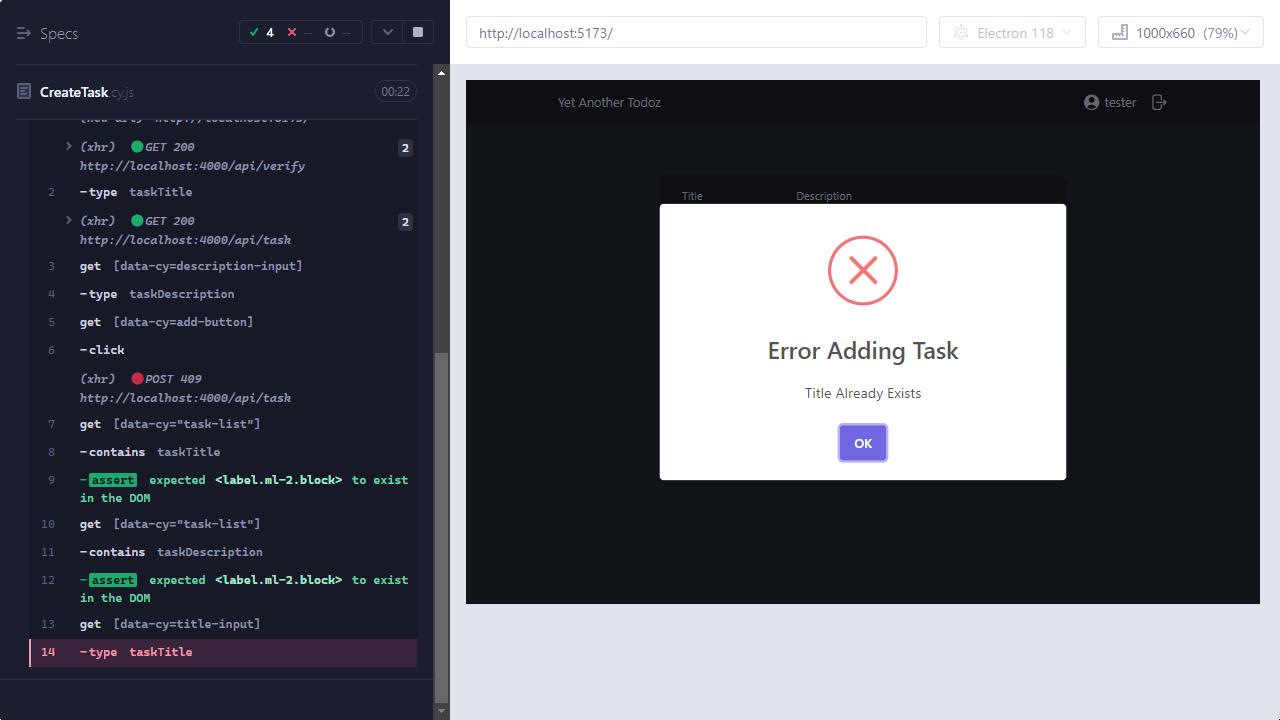 Specs
4 -- --
CreateTask.cy.js
00:22
(new url) http://localhost:5173/
(xhr) GET 200
2
http://localhost:4000/api/verify
2 -type taskTitle
(xhr) GET 200
2
http://localhost:4000/api/task
3 get [data-cy=description-input]
4 -type taskDescription
5 get [data-cy=add-button]
6 -click
(xhr) POST 409
http://localhost:4000/api/task
7 get [data-cy="task-list"]
8 -contains taskTitle
9 -assert expected <label.ml-2.block> to exist
in the DOM
10 get [data-cy="task-list"]
11 -contains taskDescription
12 -assert expected <label.ml-2.block> to exist
in the DOM
13 get [data-cy=title-input]
14 -type taskTitle
http://localhost:5173/
Electron 118
1000x660 (79%)
Yet Another Todoz
tester
Title Description
Error Adding Task
Title Already Exists
OK